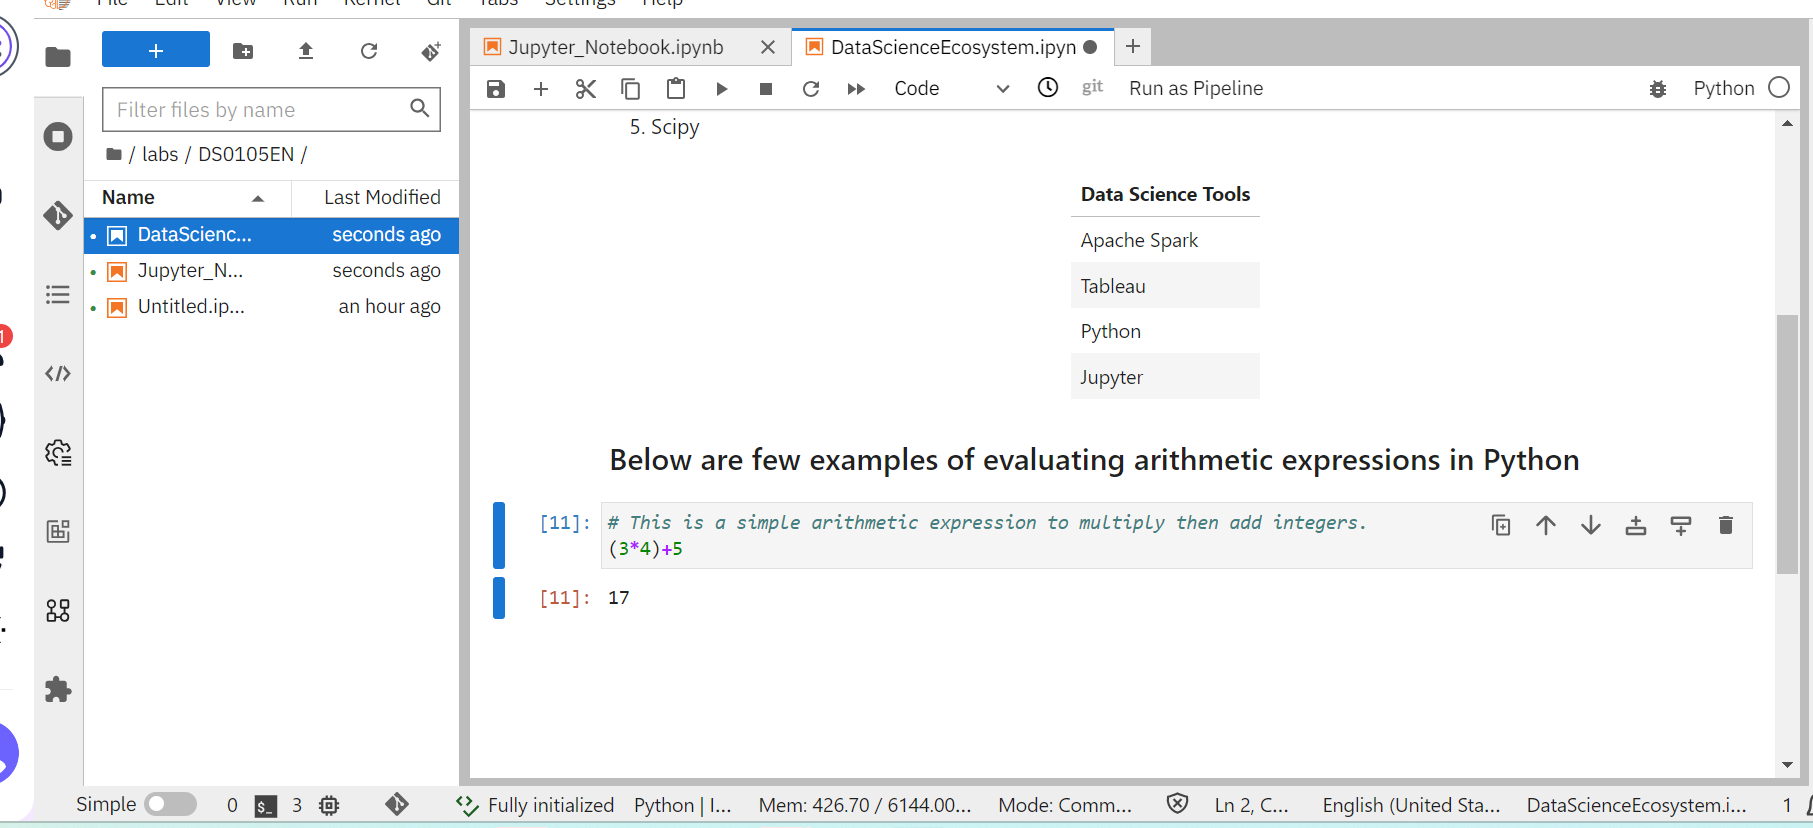 File Edit View Run Kernel Git Tabs Settings Help
+
Jupyter_Notebook.ipynb
DataScienceEcosystem.ipyn
Code
git
Run as Pipeline
Python
Filter files by name
/ labs / DS0105EN /
Name
Last Modified
DataScienc...
seconds ago
Jupyter_N...
seconds ago
Untitled.ip...
an hour ago
1
5. Scipy
Data Science Tools
Apache Spark
Tableau
Python
Jupyter
Below are few examples of evaluating arithmetic expressions in Python
[11]:
# This is a simple arithmetic expression to multiply then add integers.
(3*4)+5
[11]:
17
Simple
0
$_
3
Fully initialized
Python | I...
Mem: 426.70 / 6144.00...
Mode: Comm...
Ln 2, C...
English (United Sta...
DataScienceEcosystem.i...
1